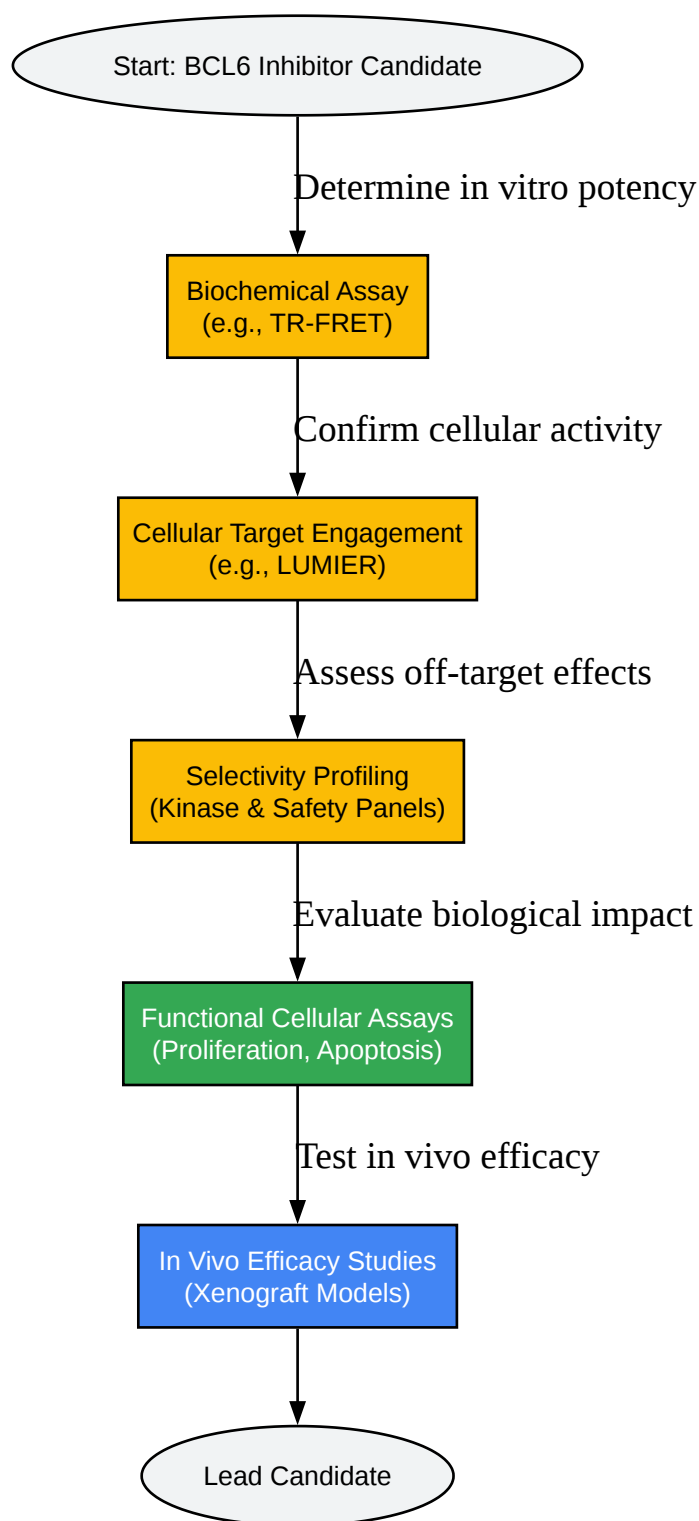 Start: BCL6 Inhibitor Candidate
Determine in vitro potency
Biochemical Assay
(e.g., TR-FRET)
Confirm cellular activity
Cellular Target Engagement
(e.g., LUMIER)
Assess off-target effects
Selectivity Profiling
(Kinase & Safety Panels)
Evaluate biological impact
Functional Cellular Assays
(Proliferation, Apoptosis)
Test in vivo efficacy
In Vivo Efficacy Studies
(Xenograft Models)
Lead Candidate